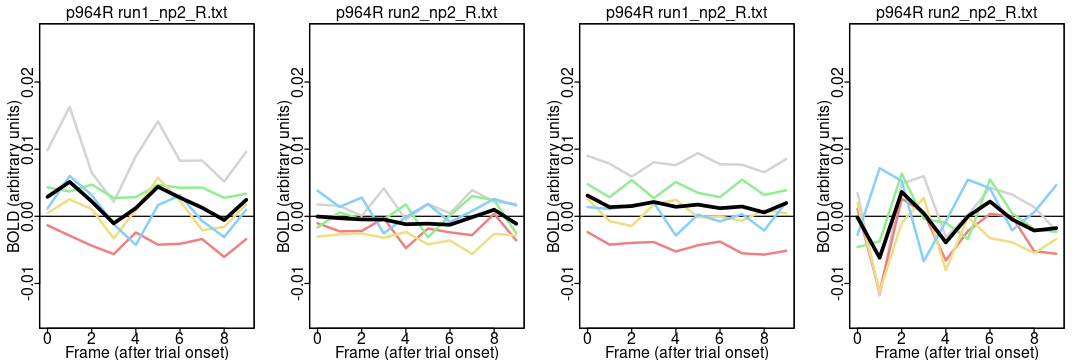 p964R run1_np2_R.txt
BOLD (arbitrary units)
0.02
0.01
0.00
-0.01
0 2 4 6 8
Frame (after trial onset)
p964R run2_np2_R.txt
BOLD (arbitrary units)
0.02
0.01
0.00
-0.01
0 2 4 6 8
Frame (after trial onset)
p964R run1_np2_R.txt
BOLD (arbitrary units)
0.02
0.01
0.00
-0.01
0 2 4 6 8
Frame (after trial onset)
p964R run2_np2_R.txt
BOLD (arbitrary units)
0.02
0.01
0.00
-0.01
0 2 4 6 8
Frame (after trial onset)